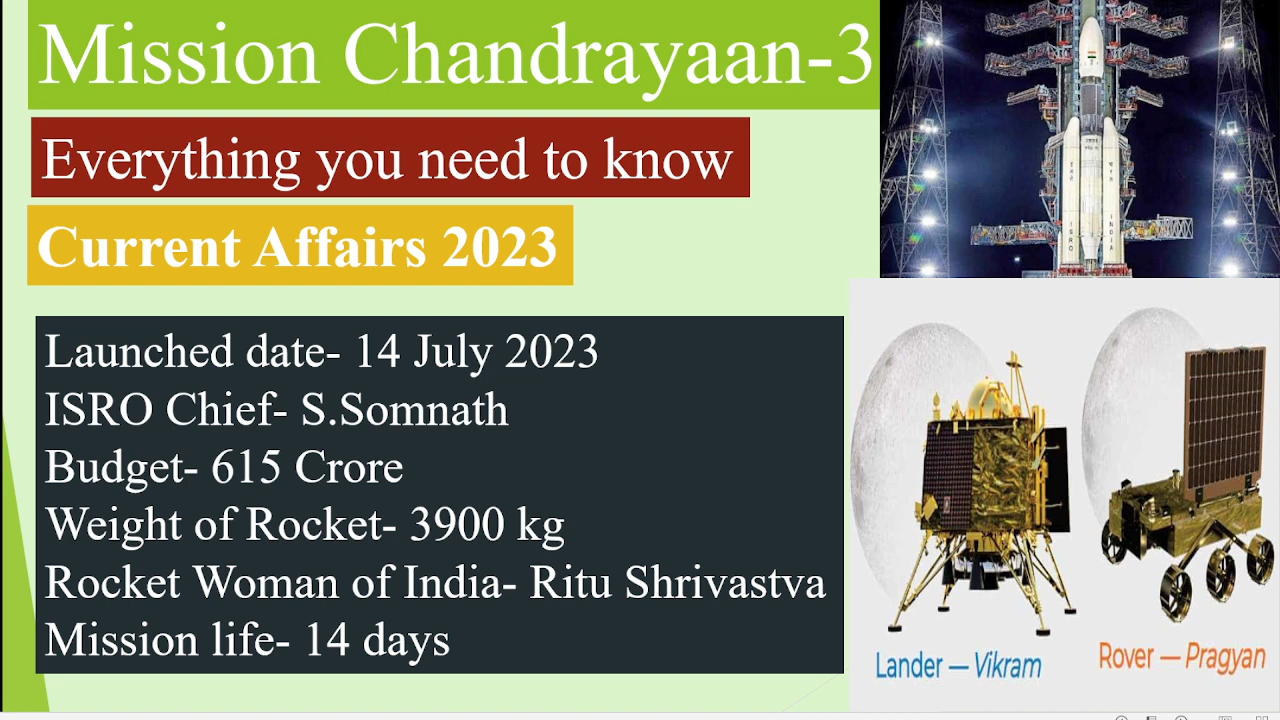 Mission Chandrayaan-3
Everything you need to know
Current Affairs 2023
Launched date- 14 July 2023
ISRO Chief- S.Somnath
Budget- 615 Crore
Weight of Rocket- 3900 kg
Rocket Woman of India- Ritu Shrivastva
Mission life- 14 days
ISRO
INDIA
Lander — Vikram
Rover — Pragyan